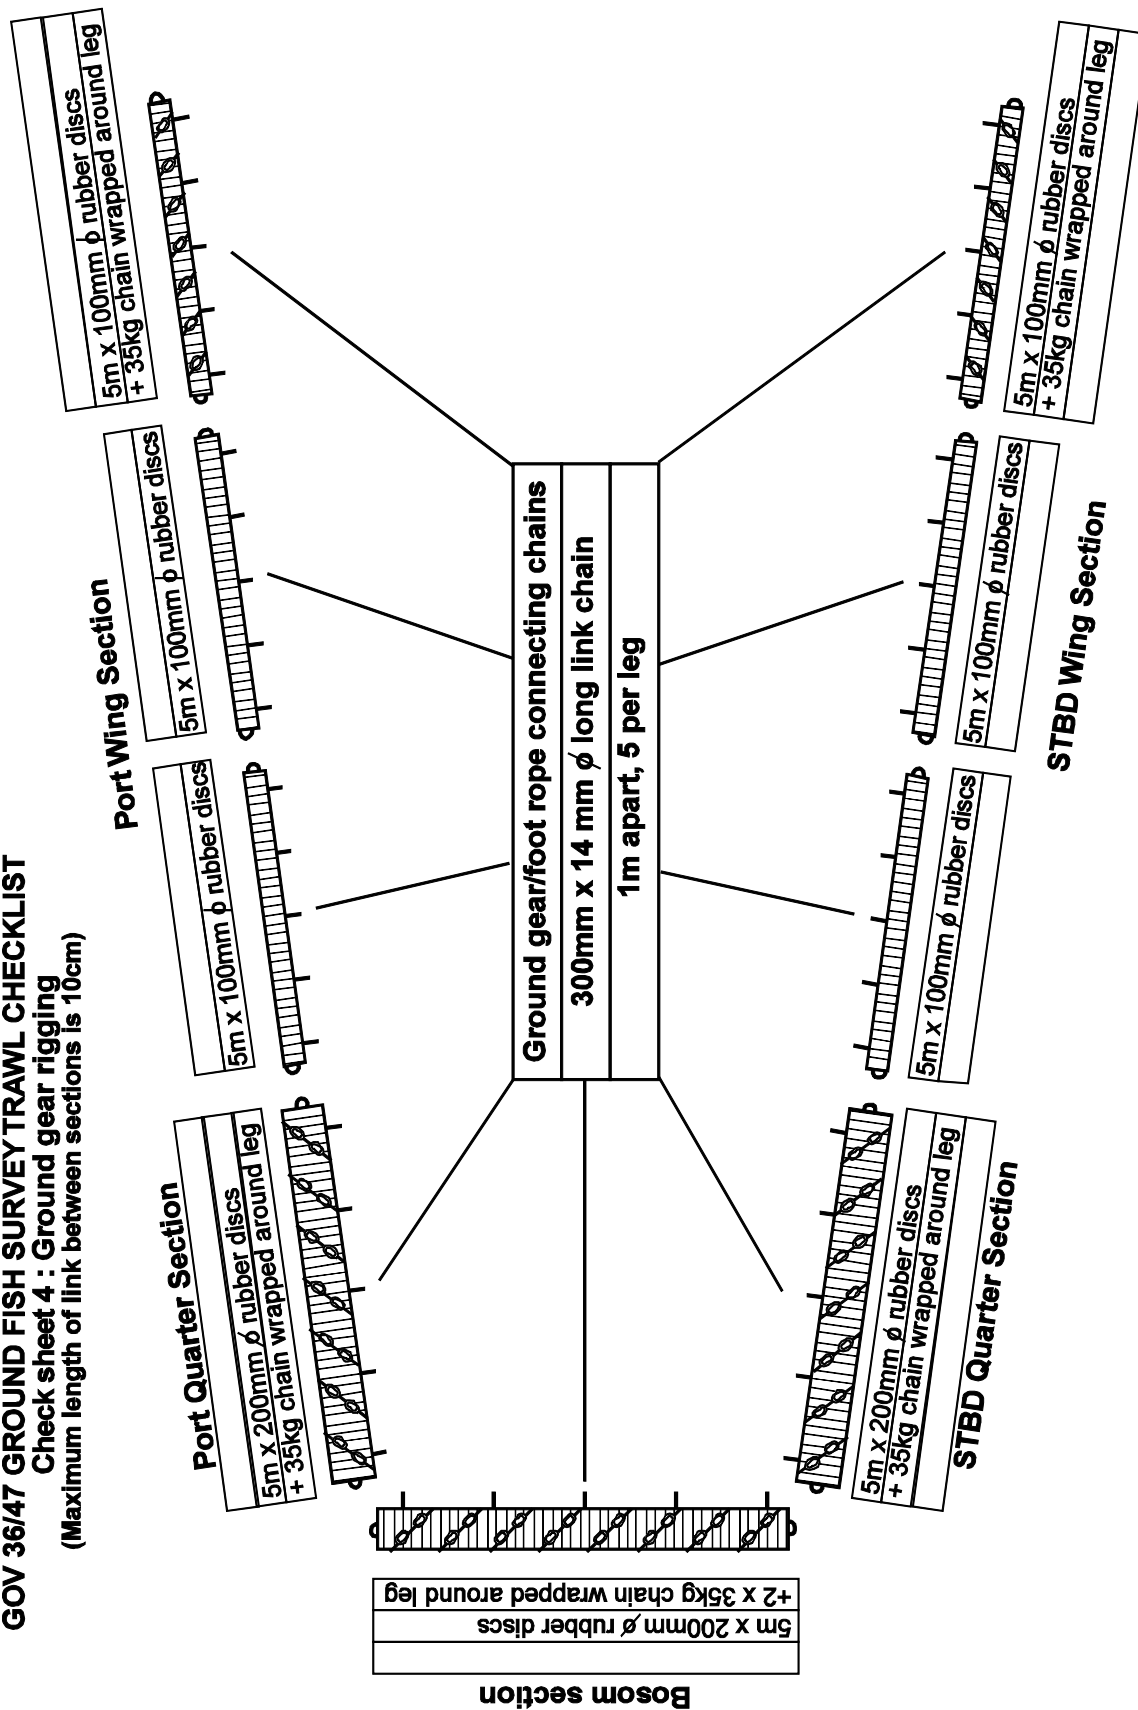 GOV 36/47 GROUND FISH SURVEY TRAWL CHECKLIST
Check sheet 4 : Ground gear rigging
(Maximum length of link between sections is 10cm)
Port Quarter Section
5m x 200mm ϕ rubber discs
+ 35kg chain wrapped around leg
Port Wing Section
5m x 100mm ϕ rubber discs
5m x 100mm ϕ rubber discs
5m x 100mm ϕ rubber discs
+ 35kg chain wrapped around leg
Ground gear/foot rope connecting chains
300mm x 14 mm ϕ long link chain
1m apart, 5 per leg
Bosom section
5m x 200mm ϕ rubber discs
+2 x 35kg chain wrapped around leg
5m x 200mm ϕ rubber discs
+ 35kg chain wrapped around leg
STBD Quarter Section
5m x 100mm ϕ rubber discs
5m x 100mm ϕ rubber discs
STBD Wing Section
5m x 100mm ϕ rubber discs
+ 35kg chain wrapped around leg